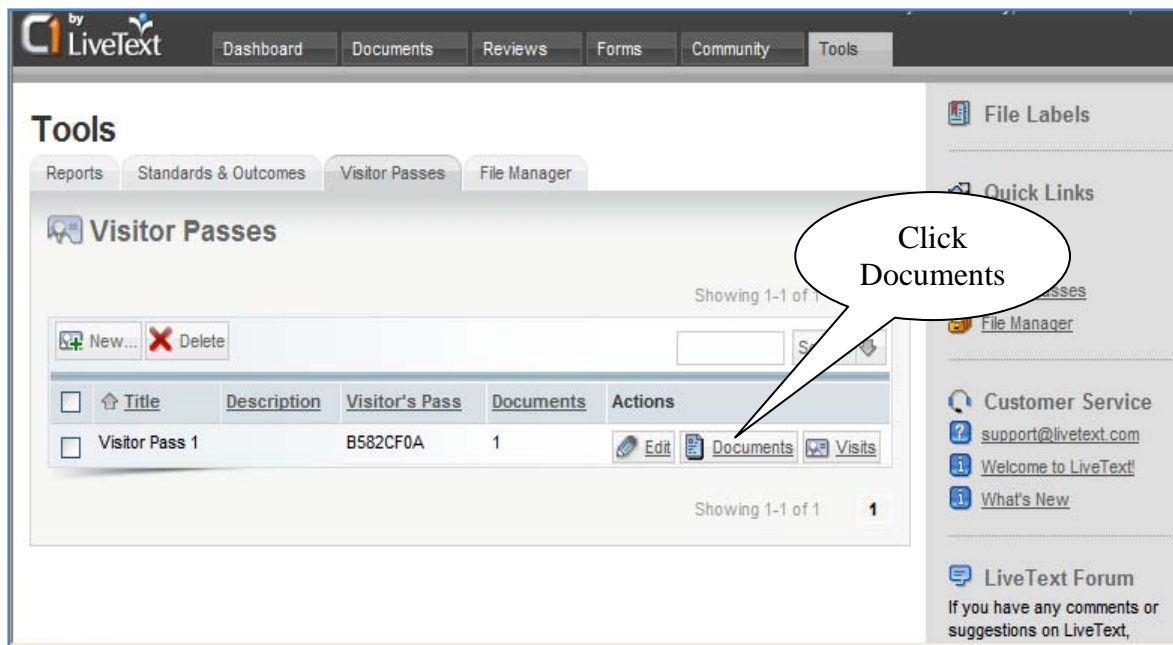 C1 by LiveText
Dashboard Documents Reviews Forms Community Tools
Tools
Reports Standards & Outcomes Visitor Passes File Manager
Visitor Passes
Showing 1-1 of 1
New... Delete
Title Description Visitor's Pass Documents Actions
Visitor Pass 1 B582CF0A 1 Edit Documents Visits
Showing 1-1 of 1 1
Click
Documents
File Labels
Quick Links
File Manager
Customer Service
support@livetext.com
Welcome to LiveText!
What's New
LiveText Forum
If you have any comments or
suggestions on LiveText,